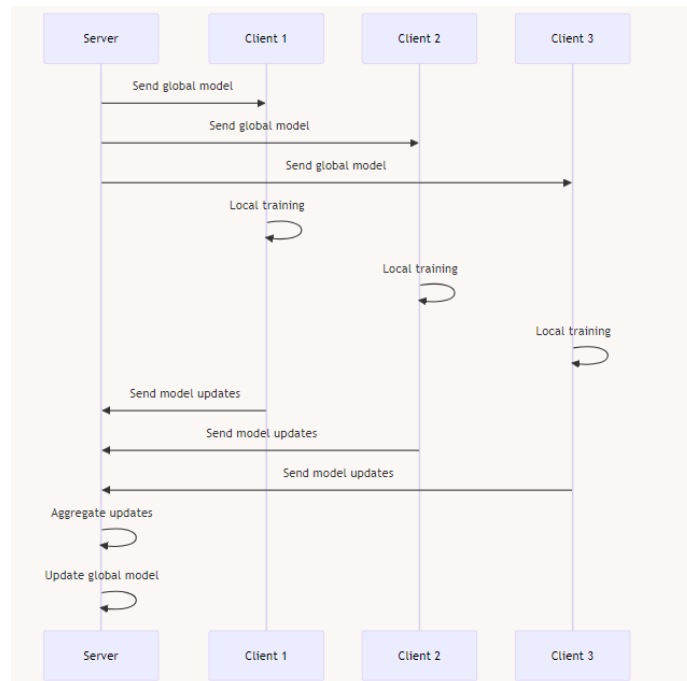 Server Client 1 Client 2 Client 3
Send global model
Send global model
Send global model
Local training
Local training
Local training
Send model updates
Send model updates
Send model updates
Aggregate updates
Update global model
Server Client 1 Client 2 Client 3